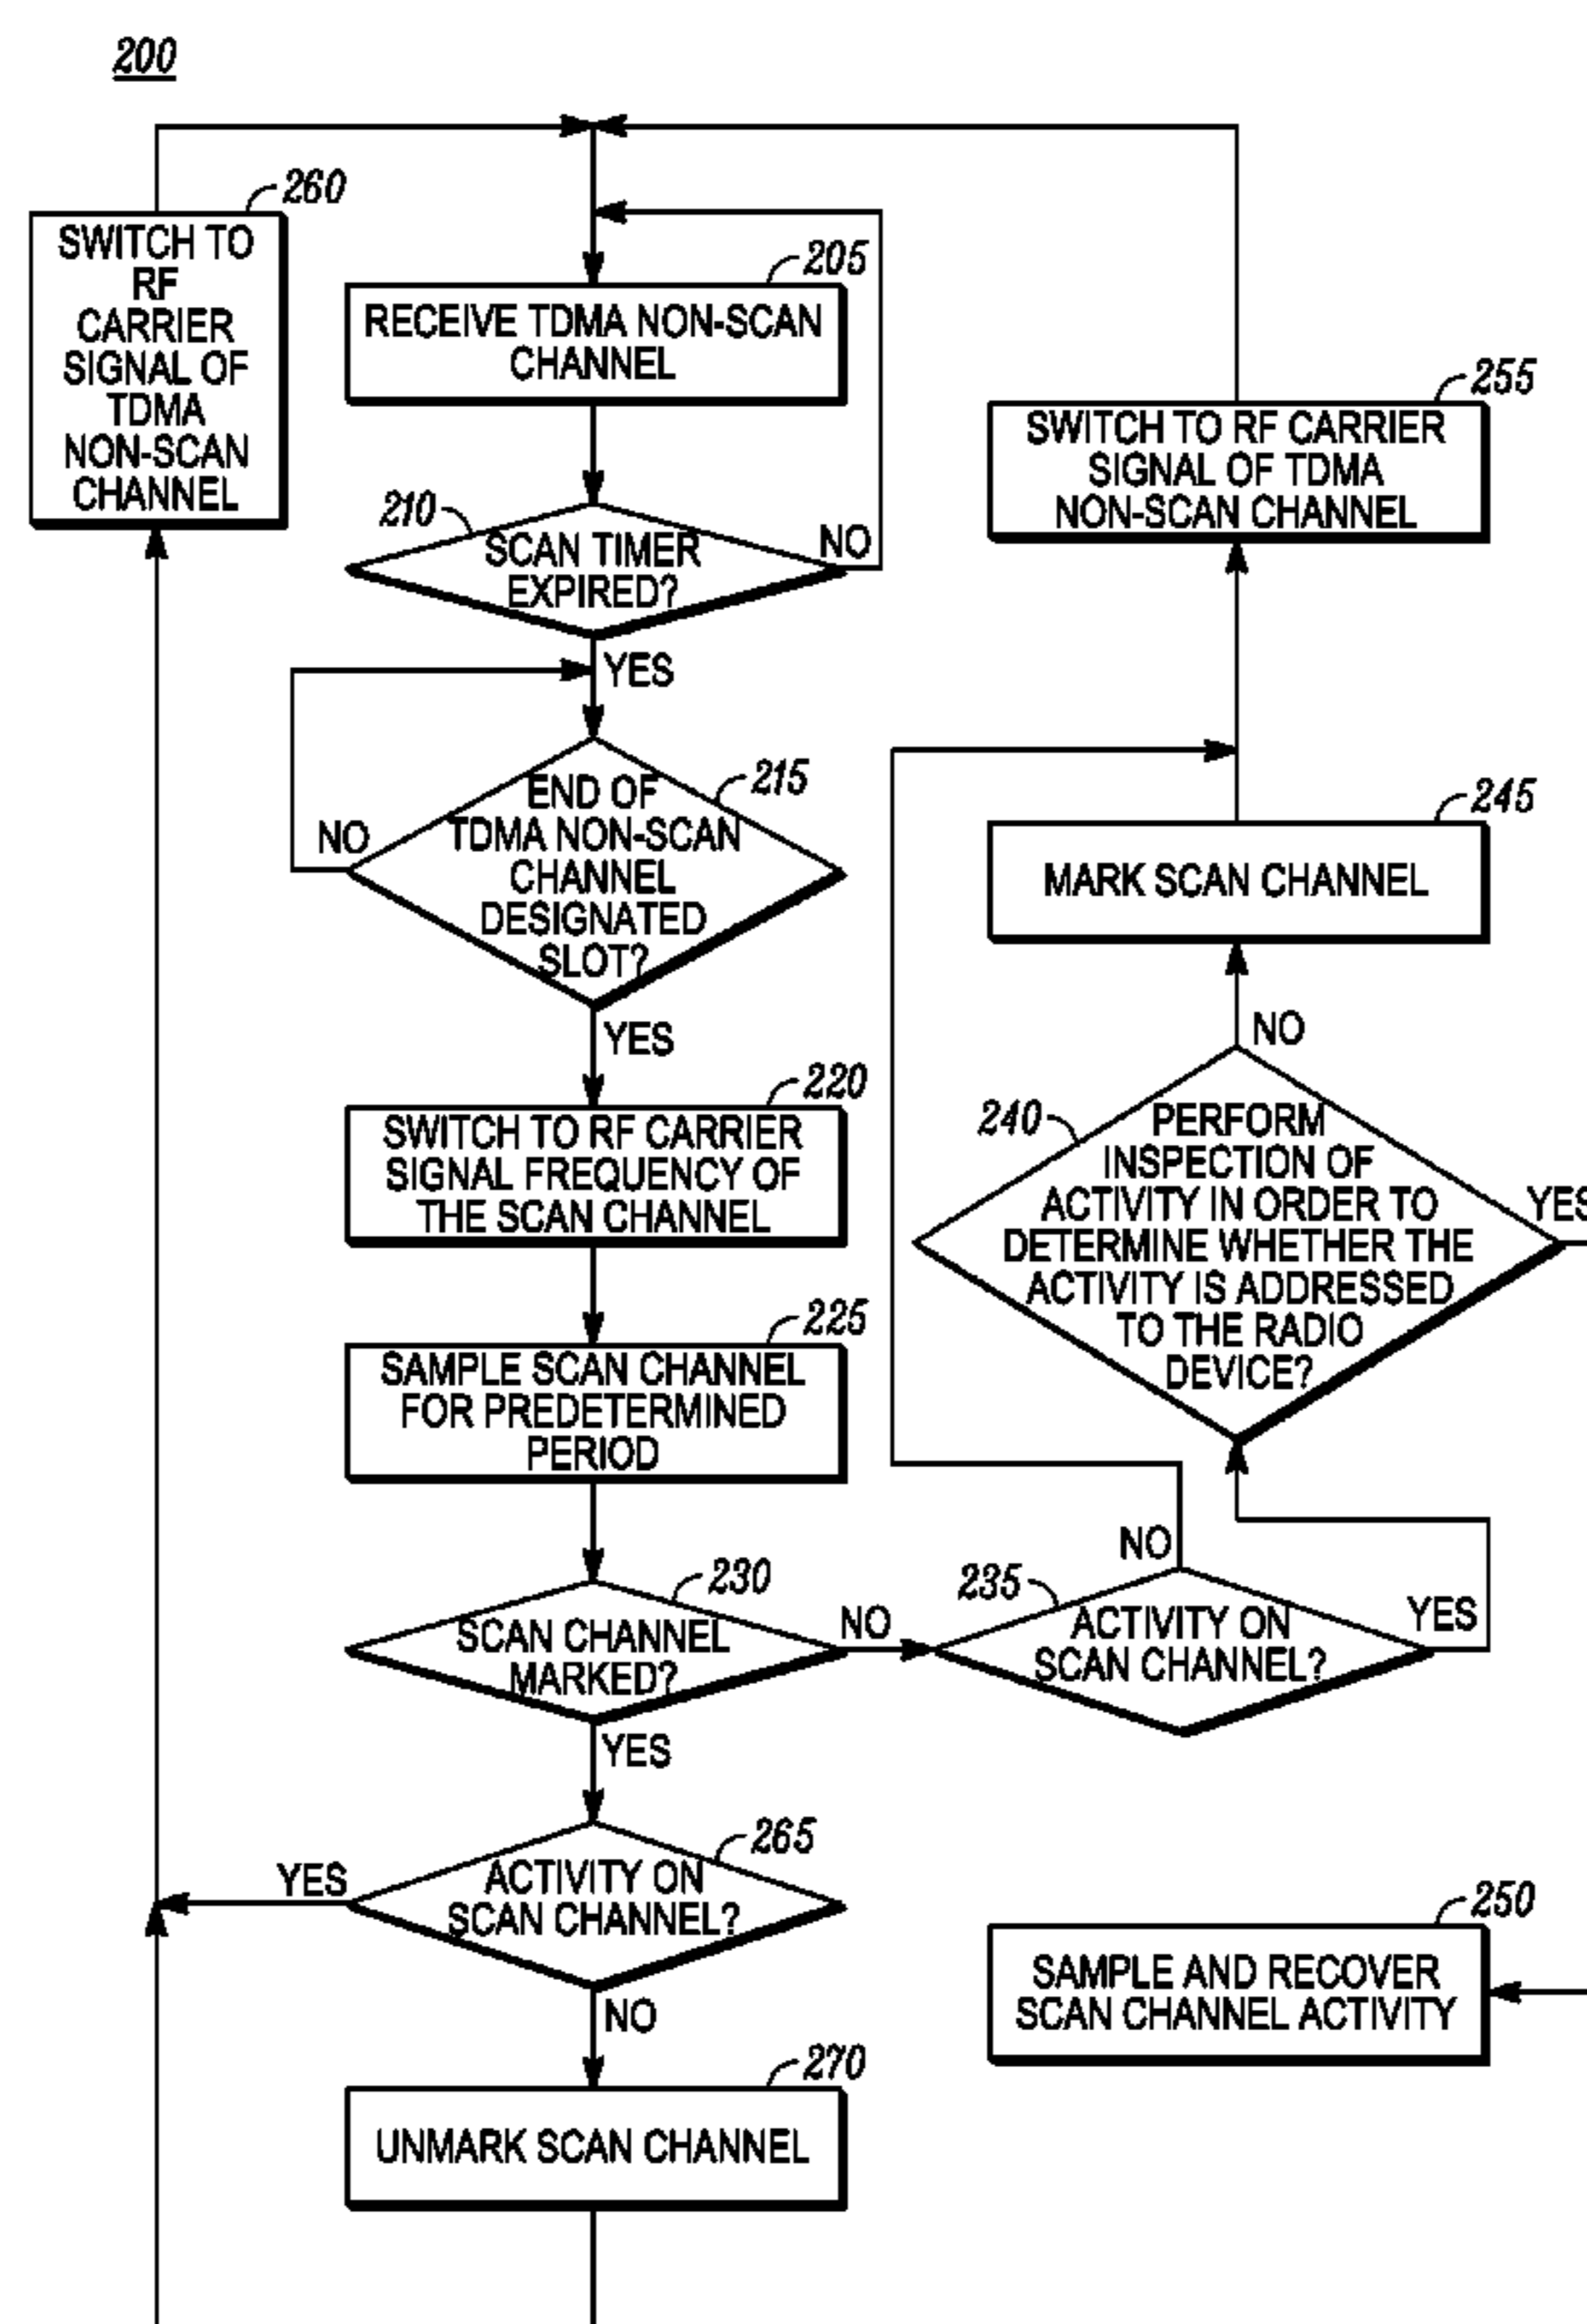 200
260
SWITCH TO
RF
CARRIER
SIGNAL OF
TDMA
NON-SCAN
CHANNEL
205
RECEIVE TDMA NON-SCAN
CHANNEL
210
SCAN TIMER
EXPIRED?
NO
YES
215
END OF
TDMA NON-SCAN
CHANNEL
DESIGNATED
SLOT?
NO
YES
220
SWITCH TO RF CARRIER
SIGNAL FREQUENCY OF
THE SCAN CHANNEL
225
SAMPLE SCAN CHANNEL
FOR PREDETERMINED
PERIOD
230
SCAN CHANNEL
MARKED?
NO
YES
235
ACTIVITY ON
SCAN CHANNEL?
NO
YES
240
PERFORM
INSPECTION OF
ACTIVITY IN ORDER TO
DETERMINE WHETHER THE
ACTIVITY IS ADDRESSED
TO THE RADIO
DEVICE?
NO
YES
245
MARK SCAN CHANNEL
255
SWITCH TO RF CARRIER
SIGNAL OF TDMA
NON-SCAN CHANNEL
265
ACTIVITY ON
SCAN CHANNEL?
YES
NO
250
SAMPLE AND RECOVER
SCAN CHANNEL ACTIVITY
270
UNMARK SCAN CHANNEL